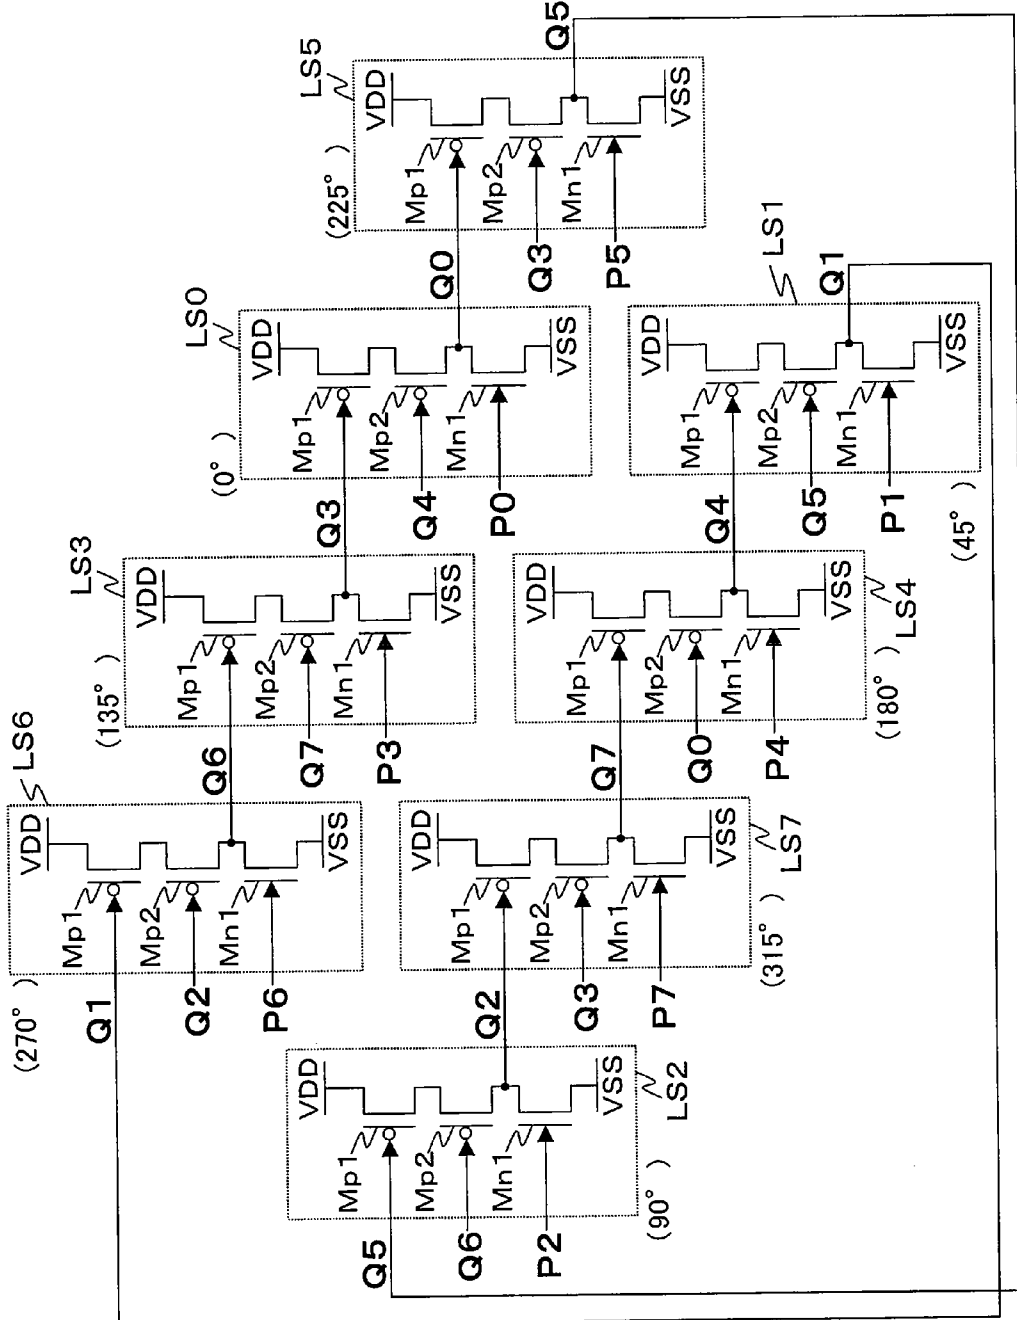 LS5
(225°)
VDD
Mp1
Mp2
Mn1
VSS
Q0
Q3
P5
Q5
LS0
(0°)
VDD
Mp1
Mp2
Mn1
VSS
Q3
Q4
P0
LS1
(45°)
VDD
Mp1
Mp2
Mn1
VSS
Q4
Q5
P1
Q1
LS3
(135°)
VDD
Mp1
Mp2
Mn1
VSS
Q6
Q7
P3
LS4
(180°)
VDD
Mp1
Mp2
Mn1
VSS
Q7
Q0
P4
LS6
(270°)
VDD
Mp1
Mp2
Mn1
VSS
Q1
Q2
P6
LS7
(315°)
VDD
Mp1
Mp2
Mn1
VSS
Q2
Q3
P7
LS2
(90°)
VDD
Mp1
Mp2
Mn1
VSS
Q5
Q6
P2